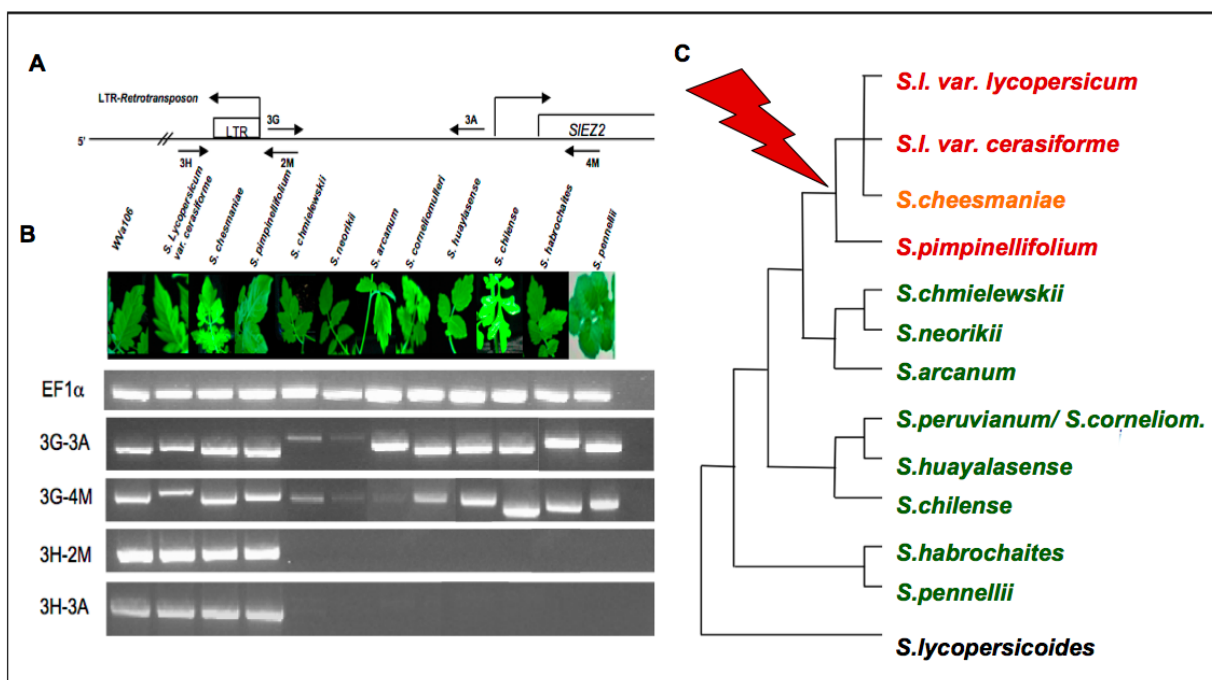 A
LTR-Retrotransposon
LTR
3G
3A
SlEZ2
5'
3H
2M
4M
B
WVa106
S. Lycopersicum
var. cerasiforme
S. chesmaniae
S. pimpinellifolium
S. chmielewskii
S. neorikii
S. arcanum
S. corneliomulleri
S. huaylasense
S. chilense
S. habrochaites
S. pennellii
EF1α
3G-3A
3G-4M
3H-2M
3H-3A
C
S.l. var. lycopersicum
S.l. var. cerasiforme
S.cheesmaniae
S.pimpinellifolium
S.chmielewskii
S.neorikii
S.arcanum
S.peruvianum/ S.corneliom.
S.huayalasense
S.chilense
S.habrochaites
S.pennellii
S.lycopersicoides